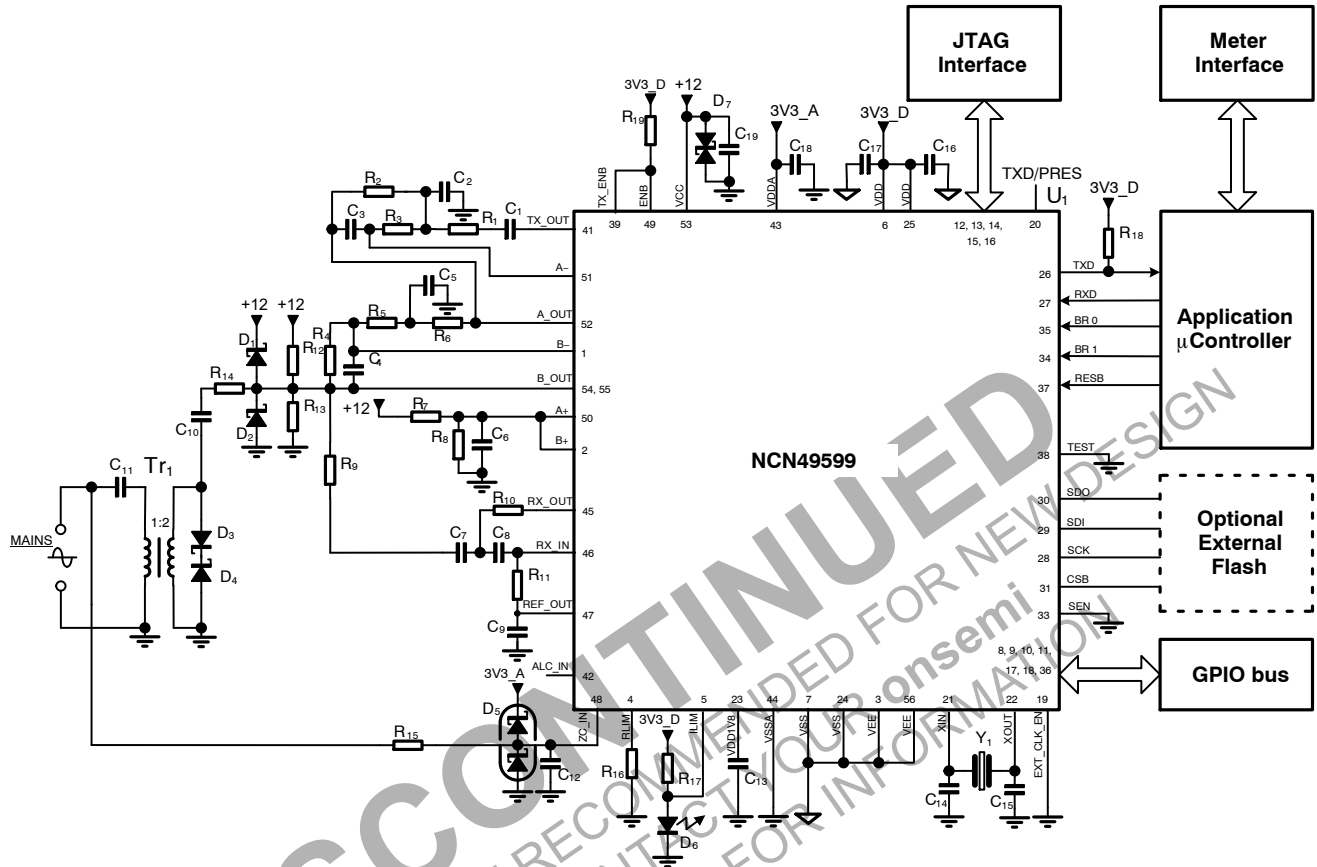 JTAG
Interface
Meter
Interface
3V3_D
+12
D7
R19
C19
3V3_A
C18
3V3_D
C17
C16
TXD/PRES
U1
3V3_D
R18
TX_ENB
ENB
VCC
VDDA
VDD
VDD
39
49
53
43
6
25
12, 13, 14,
15, 16
20
R2
C2
C3
R3
R1
C1
TX_OUT
41
A−
51
C5
R5
R6
A_OUT
52
B−
1
C4
B_OUT
54, 55
+12
+12
D1
R12
R4
R14
D2
R13
C10
+12
R7
A+
50
R8
C6
B+
2
R9
R10
RX_OUT
45
C7
C8
RX_IN
46
R11
REF_OUT
47
C9
ALC_IN
42
C11
Tr1
1:2
D3
D4
MAINS
NCN49599
26
TXD
27
RXD
35
BR 0
34
BR 1
37
RESB
Application
µController
38
TEST
30
SDO
29
SDI
28
SCK
31
CSB
33
SEN
Optional
External
Flash
8, 9, 10, 11,
17, 18, 36
GPIO bus
3V3_A
D5
R15
C12
48
4
5
23
44
7
24
3
56
21
22
19
ZC_IN
RLIM
ILIM
VDD1V8
VSSA
VSS
VSS
VEE
VEE
XIN
XOUT
EXT_CLK_EN
R16
3V3_D
R17
D6
C13
Y1
C14
C15
CONTINUED
RECOMMENDED FOR NEW DESIGN
CONTACT YOUR onsemi
FOR INFORMATION